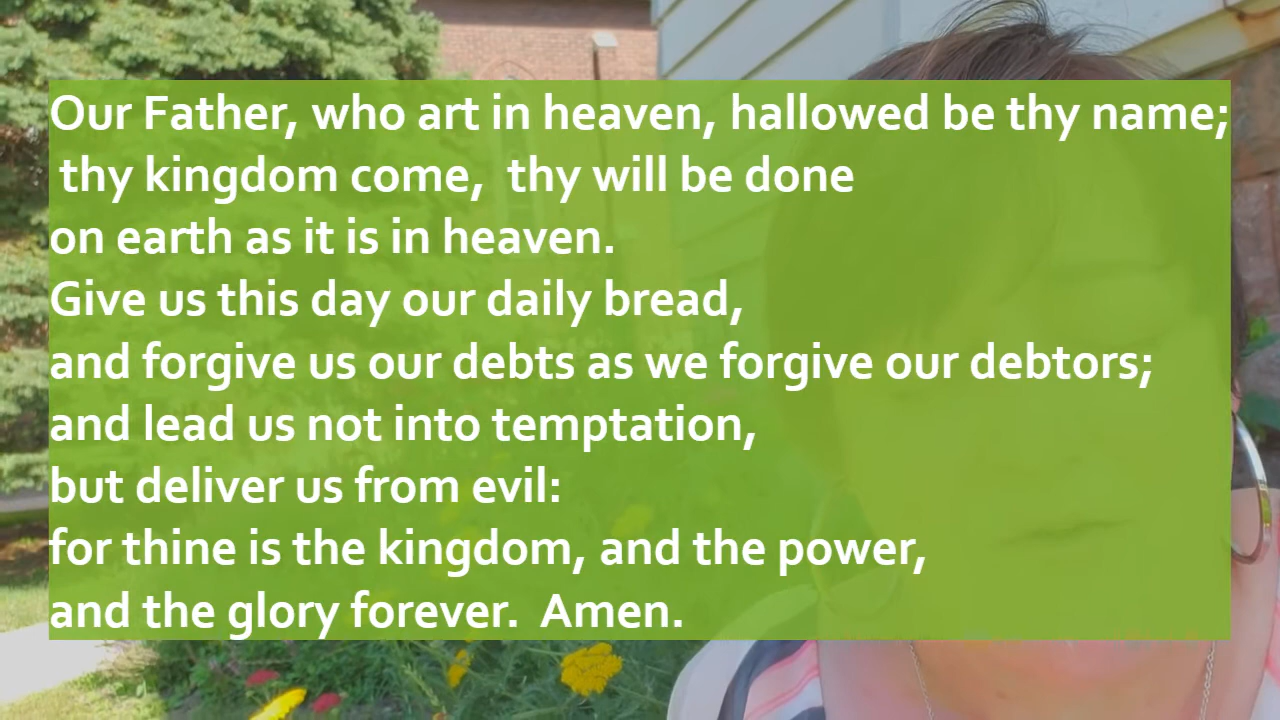 Our Father, who art in heaven, hallowed be thy name;
thy kingdom come,  thy will be done
on earth as it is in heaven.
Give us this day our daily bread,
and forgive us our debts as we forgive our debtors;
and lead us not into temptation,
but deliver us from evil:
for thine is the kingdom, and the power,
and the glory forever.  Amen.